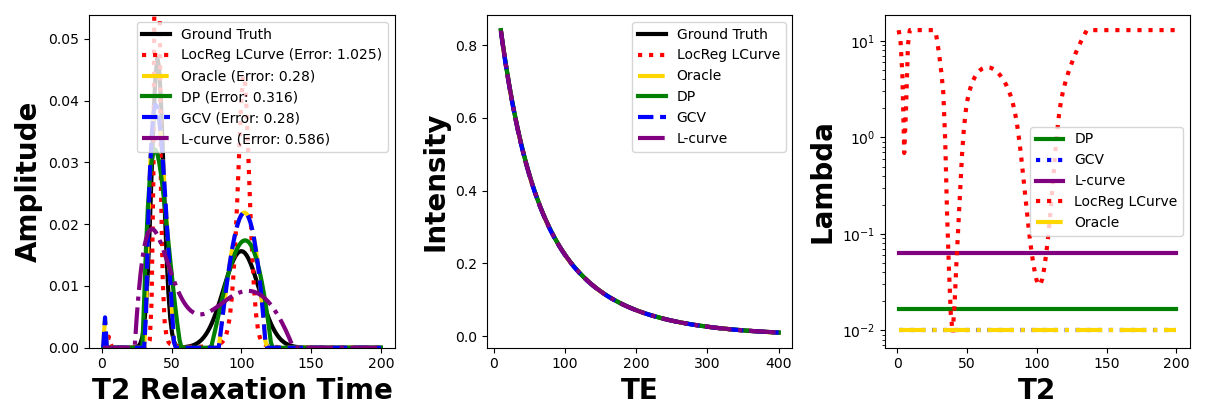 Amplitude
0.05
0.04
0.03
0.02
0.01
0.00
Ground Truth
LocReg LCurve (Error: 1.025)
Oracle (Error: 0.28)
DP (Error: 0.316)
GCV (Error: 0.28)
L-curve (Error: 0.586)
0 50 100 150 200
T2 Relaxation Time
Intensity
0.8
0.6
0.4
0.2
0.0
Ground Truth
LocReg LCurve
Oracle
DP
GCV
L-curve
0 100 200 300 400
TE
Lambda
10¹
10⁰
10⁻¹
10⁻²
DP
GCV
L-curve
LocReg LCurve
Oracle
0 50 100 150 200
T2